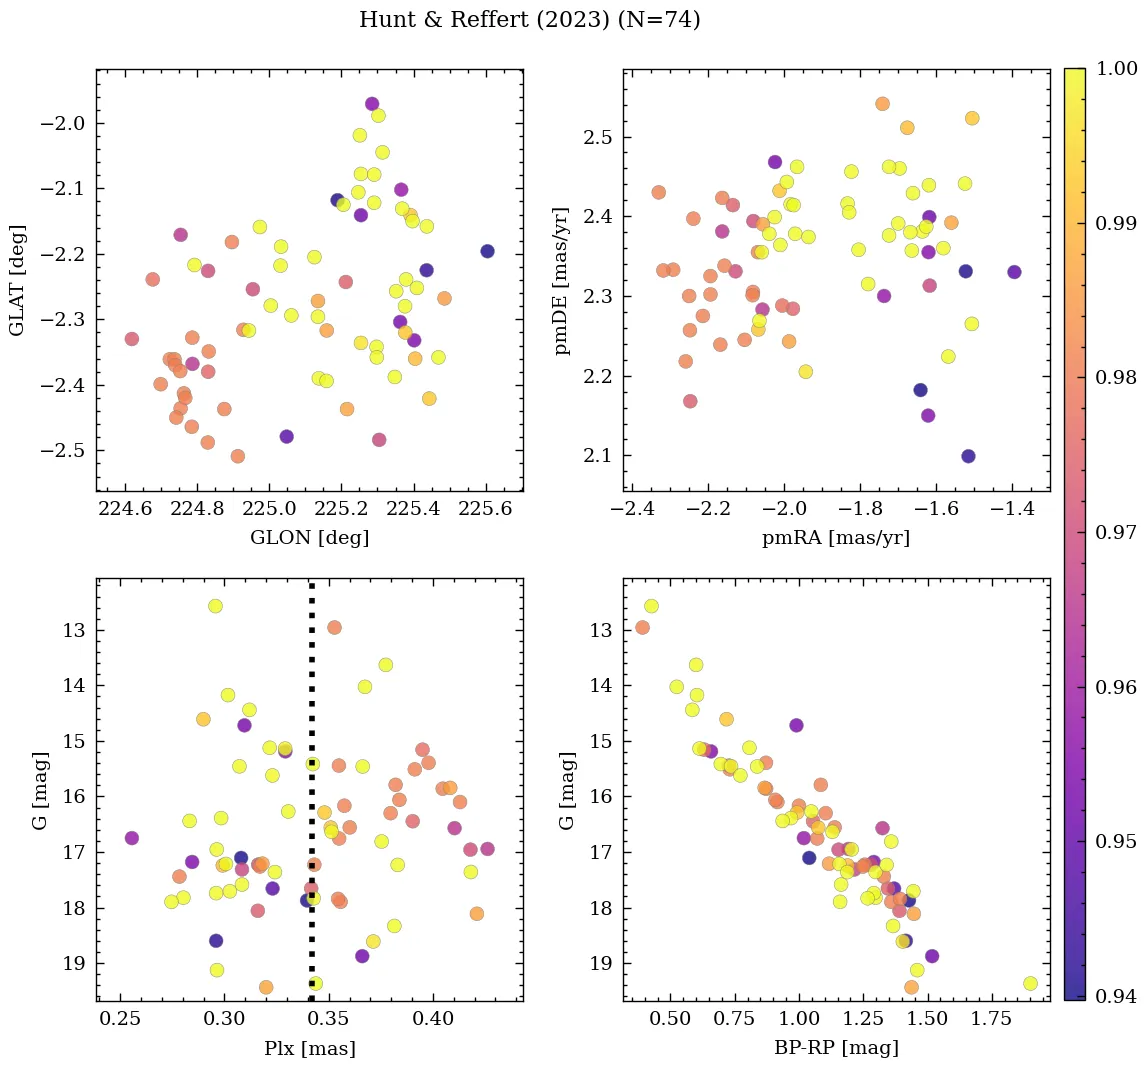 Hunt & Reffert (2023) (N=74)
−2.0
−2.1
−2.2
−2.3
−2.4
−2.5
GLAT [deg]
224.6 224.8 225.0 225.2 225.4 225.6
GLON [deg]
2.5
2.4
2.3
2.2
2.1
pmDE [mas/yr]
−2.4 −2.2 −2.0 −1.8 −1.6 −1.4
pmRA [mas/yr]
1.00
0.99
0.98
0.97
0.96
0.95
0.94
13
14
15
16
17
18
19
G [mag]
0.25 0.30 0.35 0.40
Plx [mas]
13
14
15
16
17
18
19
G [mag]
0.50 0.75 1.00 1.25 1.50 1.75
BP-RP [mag]